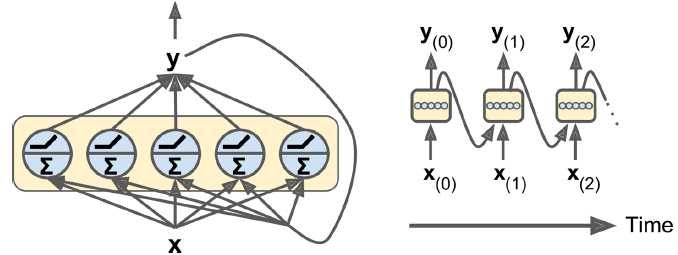 y
Σ Σ Σ Σ Σ
x
y(0) y(1) y(2)
x(0) x(1) x(2)
Time